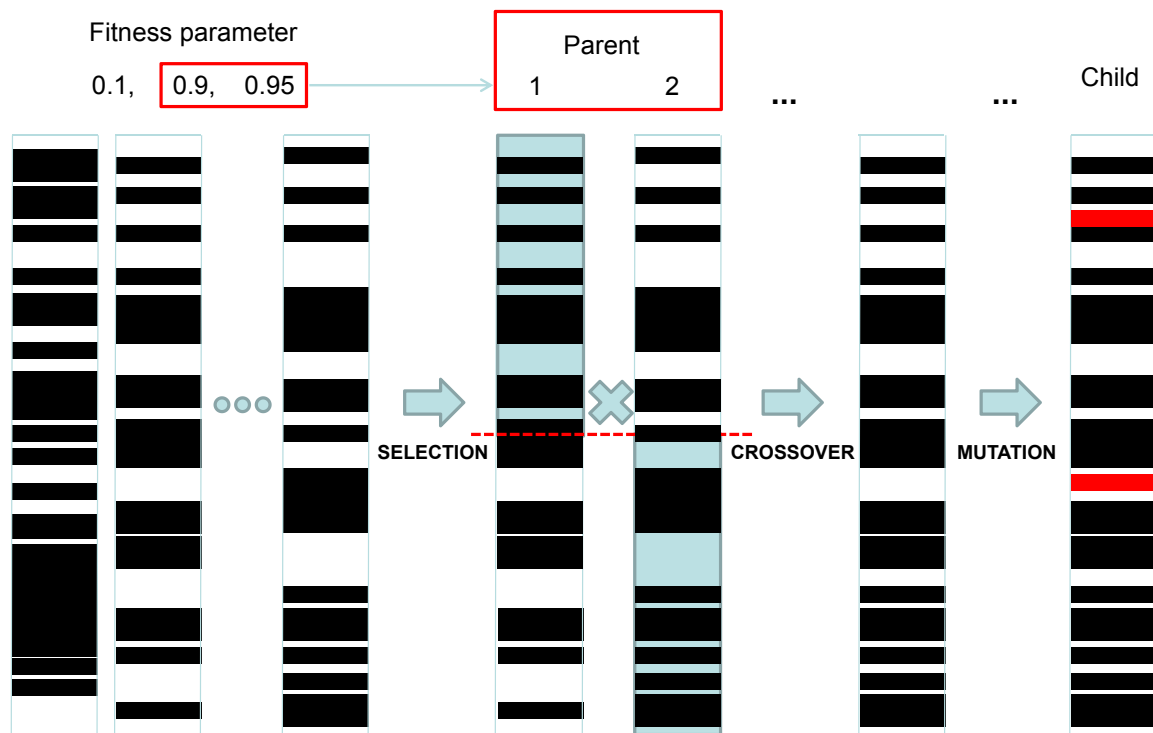 Fitness parameter
0.1, 0.9, 0.95
Parent
1 2
... ... Child
SELECTION CROSSOVER MUTATION